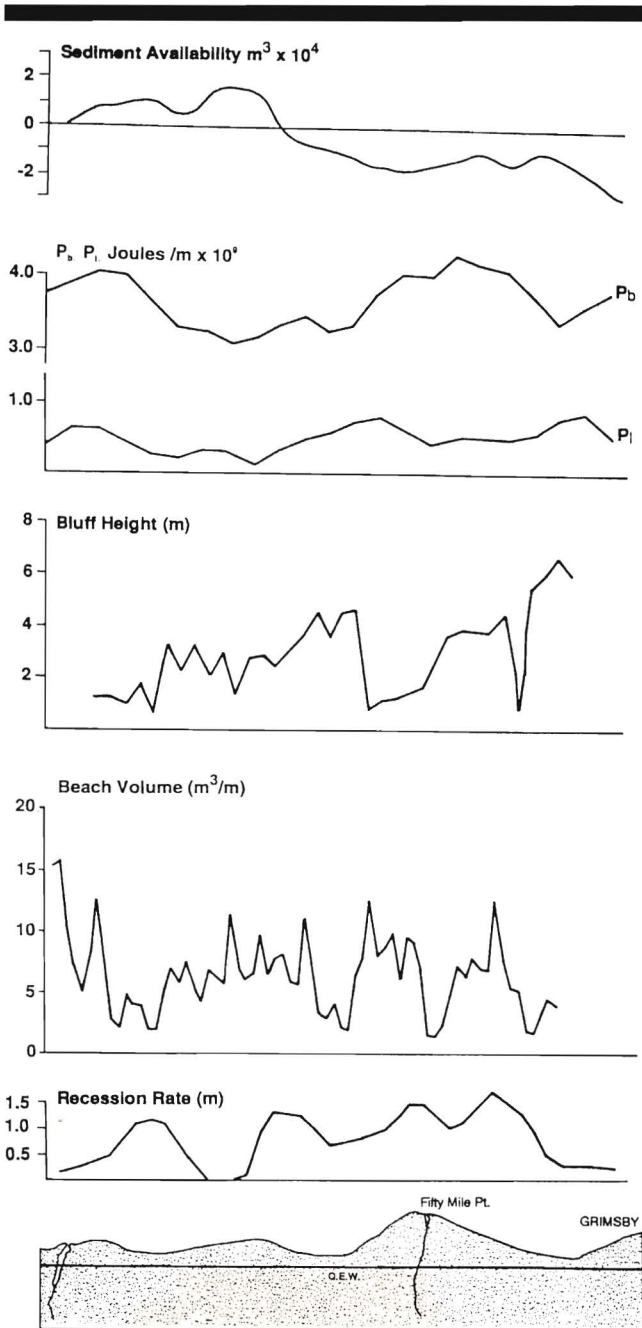 Sediment Availability m³ x 10⁴
2
0
-2
P_b P_l Joules /m x 10⁹
4.0
Pb
3.0
1.0
Pl
8
Bluff Height (m)
6
4
2
Beach Volume (m³/m)
20
15
10
5
0
Recession Rate (m)
1.5
1.0
0.5
Fifty Mile Pt.
GRIMSBY
Q.E.W.